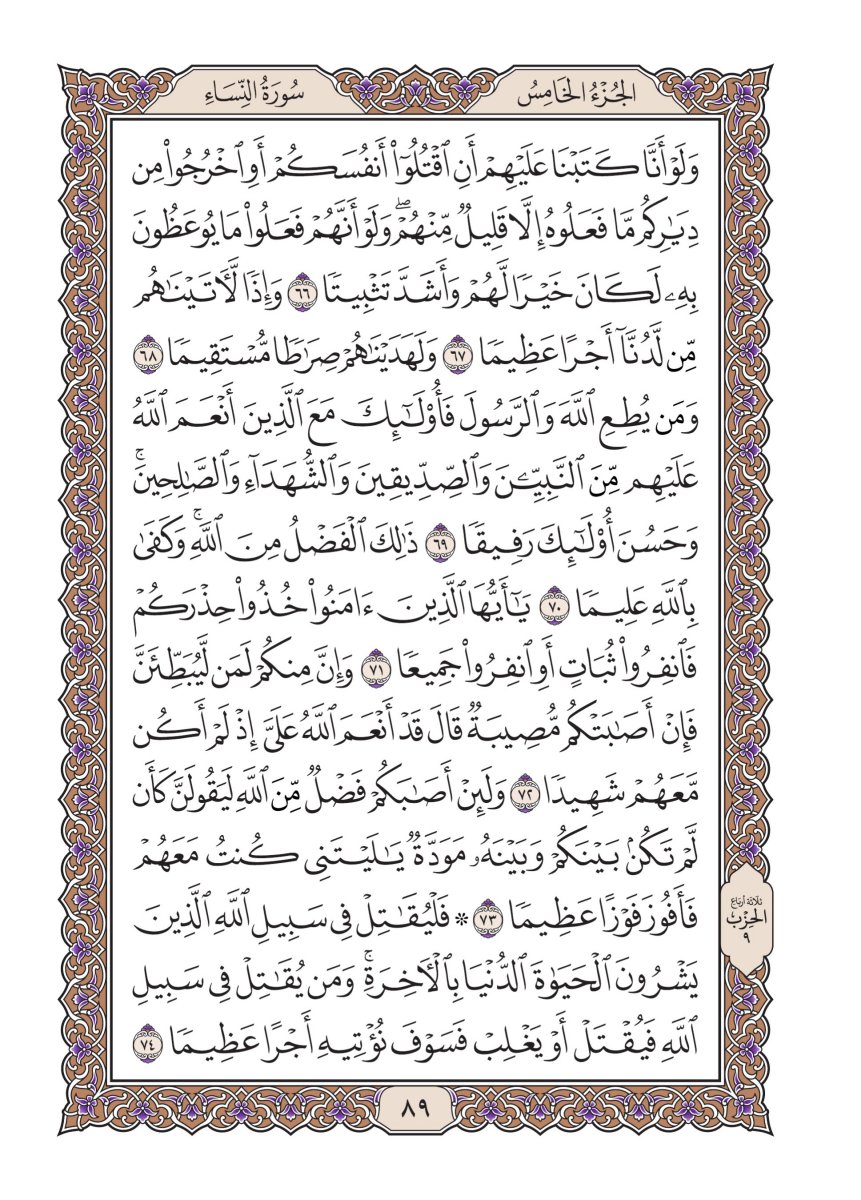 الجُزْءُ الخَامِسُ
سُورَةُ النِّسَاءِ
وَلَوۡ أَنَّا كَتَبۡنَا عَلَيۡهِمۡ أَنِ ٱقۡتُلُوٓاْ أَنفُسَكُمۡ أَوِ ٱخۡرُجُواْ مِن
دِيَٰرِكُم مَّا فَعَلُوهُ إِلَّا قَلِيلٞ مِّنۡهُمۡۖ وَلَوۡ أَنَّهُمۡ فَعَلُواْ مَا يُوعَظُونَ
بِهِۦ لَكَانَ خَيۡرٗا لَّهُمۡ وَأَشَدَّ تَثۡبِيتٗا ٦٦ وَإِذٗا لَّأٓتَيۡنَٰهُم
مِّن لَّدُنَّآ أَجۡرًا عَظِيمٗا ٦٧ وَلَهَدَيۡنَٰهُمۡ صِرَٰطٗا مُّسۡتَقِيمٗا ٦٨
وَمَن يُطِعِ ٱللَّهَ وَٱلرَّسُولَ فَأُوْلَٰٓئِكَ مَعَ ٱلَّذِينَ أَنۡعَمَ ٱللَّهُ
عَلَيۡهِم مِّنَ ٱلنَّبِيِّـۧنَ وَٱلصِّدِّيقِينَ وَٱلشُّهَدَآءِ وَٱلصَّٰلِحِينَۚ
وَحَسُنَ أُوْلَٰٓئِكَ رَفِيقٗا ٦٩ ذَٰلِكَ ٱلۡفَضۡلُ مِنَ ٱللَّهِۚ وَكَفَىٰ
بِٱللَّهِ عَلِيمٗا ٧٠ يَٰٓأَيُّهَا ٱلَّذِينَ ءَامَنُواْ خُذُواْ حِذۡرَكُمۡ
فَٱنفِرُواْ ثُبَاتٍ أَوِ ٱنفِرُواْ جَمِيعٗا ٧١ وَإِنَّ مِنكُمۡ لَمَن لَّيُبَطِّئَنَّ
فَإِنۡ أَصَٰبَتۡكُم مُّصِيبَةٞ قَالَ قَدۡ أَنۡعَمَ ٱللَّهُ عَلَيَّ إِذۡ لَمۡ أَكُن
مَّعَهُمۡ شَهِيدٗا ٧٢ وَلَئِنۡ أَصَٰبَكُمۡ فَضۡلٞ مِّنَ ٱللَّهِ لَيَقُولَنَّ كَأَن
لَّمۡ تَكُنۢ بَيۡنَكُمۡ وَبَيۡنَهُۥ مَوَدَّةٞ يَٰلَيۡتَنِي كُنتُ مَعَهُمۡ
فَأَفُوزَ فَوۡزًا عَظِيمٗا ٧٣ * فَلۡيُقَٰتِلۡ فِي سَبِيلِ ٱللَّهِ ٱلَّذِينَ
يَشۡرُونَ ٱلۡحَيَوٰةَ ٱلدُّنۡيَا بِٱلۡأٓخِرَةِۚ وَمَن يُقَٰتِلۡ فِي سَبِيلِ
ٱللَّهِ فَيُقۡتَلۡ أَوۡ يَغۡلِبۡ فَسَوۡفَ نُؤۡتِيهِ أَجۡرًا عَظِيمٗا ٧٤
ثلاثة أرباع
الحِزْب
٩
٨٩